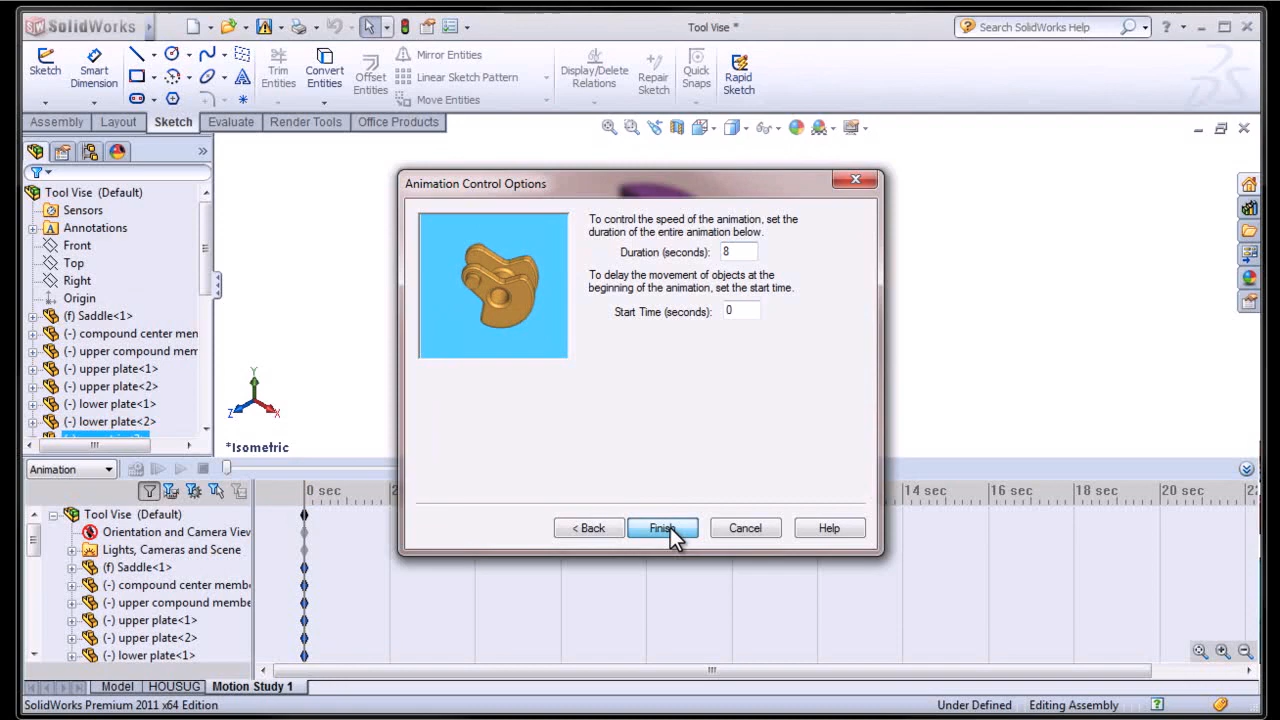 SolidWorks
Tool Vise *
Search SolidWorks Help
Sketch
Smart Dimension
Trim Entities
Convert Entities
Offset Entities
Mirror Entities
Linear Sketch Pattern
Move Entities
Display/Delete Relations
Repair Sketch
Quick Snaps
Rapid Sketch
Assembly
Layout
Sketch
Evaluate
Render Tools
Office Products
Tool Vise (Default)
Sensors
Annotations
Front
Top
Right
Origin
(f) Saddle<1>
(-) compound center mem
(-) upper compound mem
(-) upper plate<1>
(-) upper plate<2>
(-) lower plate<1>
(-) lower plate<2>
Y
Z
X
*Isometric
Animation Control Options
To control the speed of the animation, set the
duration of the entire animation below.
Duration (seconds): 8
To delay the movement of objects at the
beginning of the animation, set the start time.
Start Time (seconds): 0
< Back
Finish
Cancel
Help
Animation
0 sec
14 sec
16 sec
18 sec
20 sec
Tool Vise (Default)
Orientation and Camera View
Lights, Cameras and Scene
(f) Saddle<1>
(-) compound center membe
(-) upper compound membe
(-) upper plate<1>
(-) upper plate<2>
(-) lower plate<1>
Model
HOUSUG
Motion Study 1
SolidWorks Premium 2011 x64 Edition
Under Defined
Editing Assembly